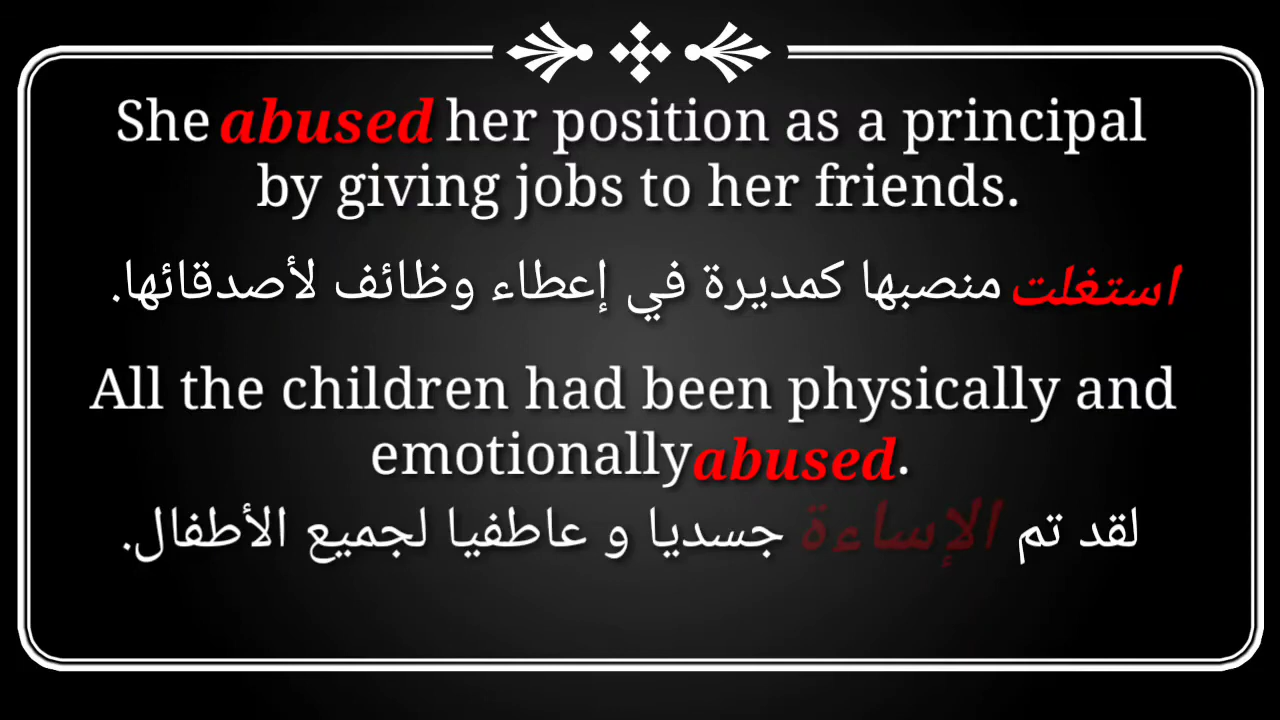 She abused her position as a principal
by giving jobs to her friends.
استغلت منصبها كمديرة في إعطاء وظائف لأصدقائها.
All the children had been physically and
emotionally abused.
لقد تم الإساءة جسديا و عاطفيا لجميع الأطفال.